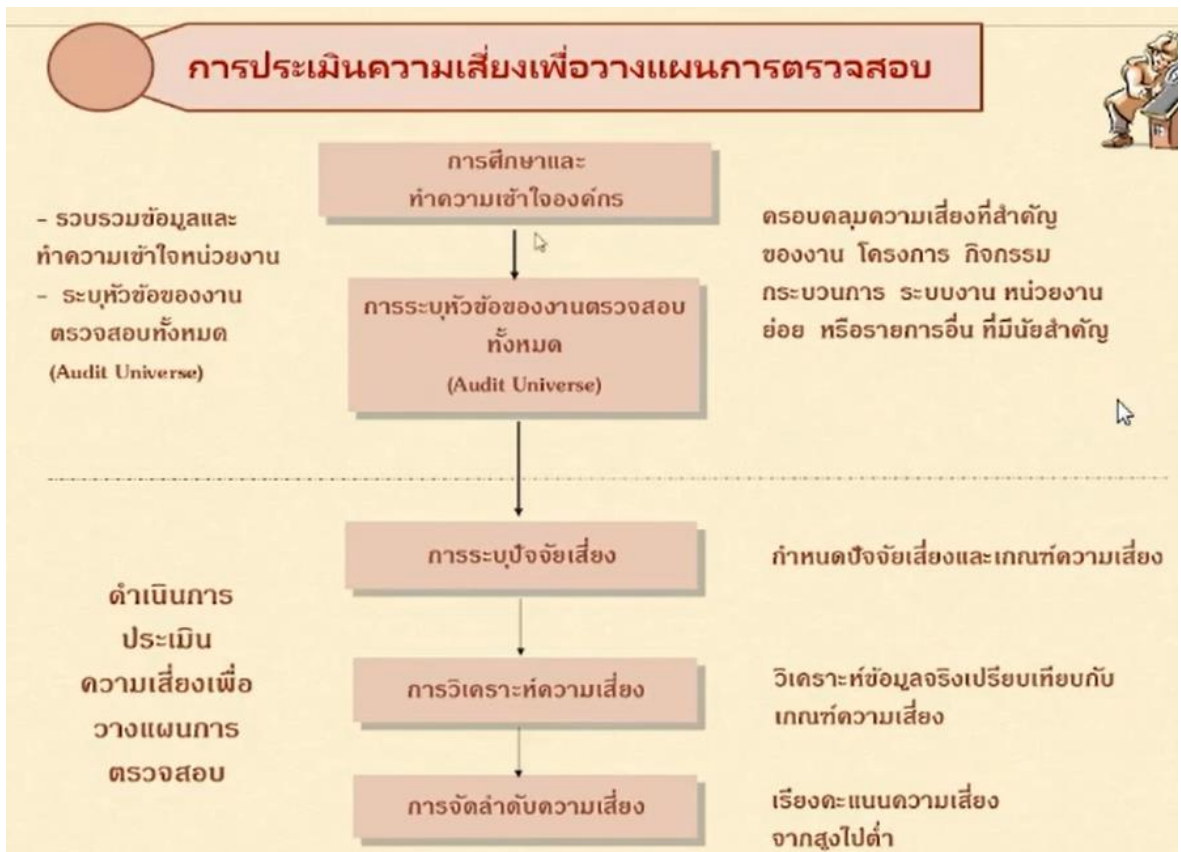 การประเมินความเสี่ยงเพื่อวางแผนการตรวจสอบ
การศึกษาและ
ทำความเข้าใจองค์กร
- รวบรวมข้อมูลและ
ทำความเข้าใจหน่วยงาน
- ระบุหัวข้อของงาน
ตรวจสอบทั้งหมด
(Audit Universe)
การระบุหัวข้อของงานตรวจสอบ
ทั้งหมด
(Audit Universe)
ครอบคลุมความเสี่ยงที่สำคัญ
ของงาน โครงการ กิจกรรม
กระบวนการ ระบบงาน หน่วยงาน
ย่อย หรือรายการอื่น ที่มีนัยสำคัญ
ดำเนินการ
ประเมิน
ความเสี่ยงเพื่อ
วางแผนการ
ตรวจสอบ
การระบุปัจจัยเสี่ยง
กำหนดปัจจัยเสี่ยงและเกณฑ์ความเสี่ยง
การวิเคราะห์ความเสี่ยง
วิเคราะห์ข้อมูลจริงเปรียบเทียบกับ
เกณฑ์ความเสี่ยง
การจัดลำดับความเสี่ยง
เรียงคะแนนความเสี่ยง
จากสูงไปต่ำ